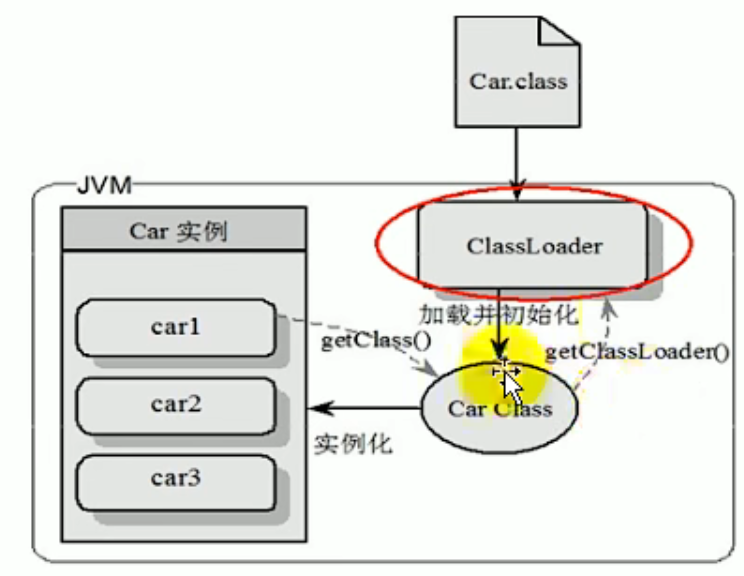 Car.class
JVM
Car 实例
ClassLoader
加载并初始化
car1
getClass()
getClassLoader()
car2
Car Class
实例化
car3